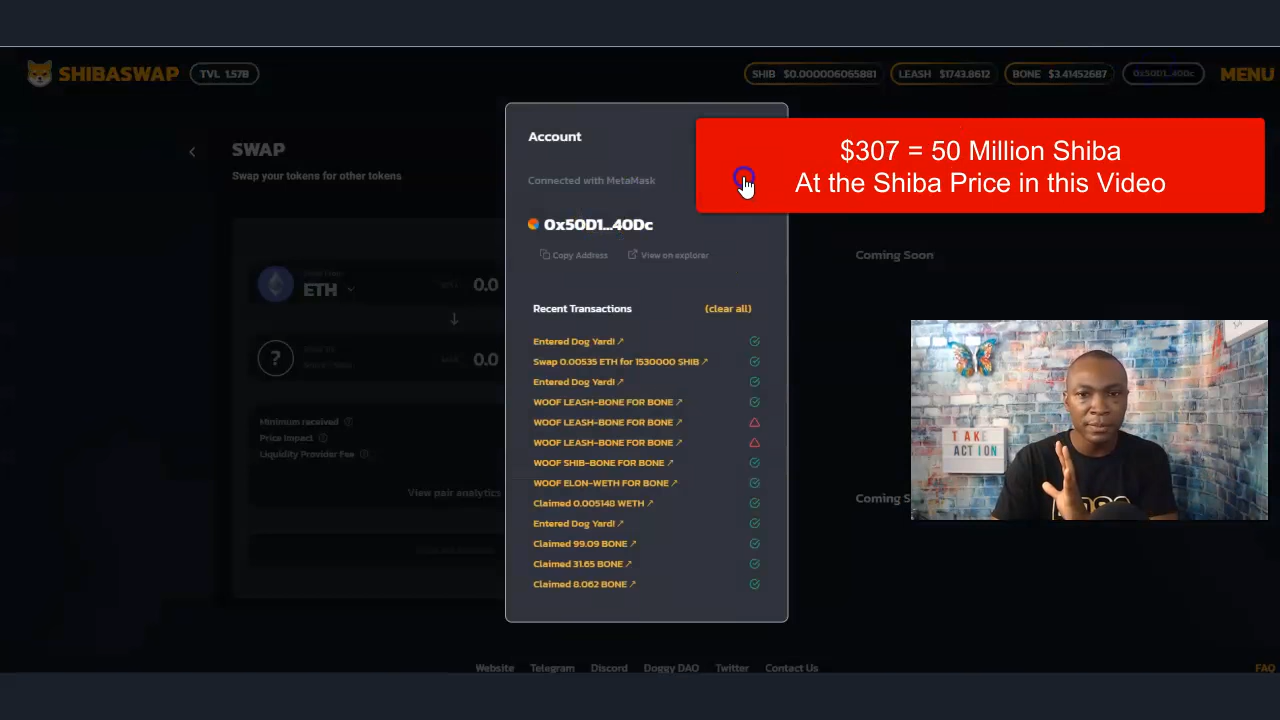 SHIBASWAP
TVL 1.57B
SHIB $0.000006065881
LEASH $1743.8612
BONE $3.41452687
0x50D1...40Dc
MENU
Account
$307 = 50 Million Shiba
At the Shiba Price in this Video
SWAP
Swap your tokens for other tokens
Connected with MetaMask
0x50D1...40Dc
Copy Address
View on explorer
Coming Soon
ETH
0.0
Recent Transactions
(clear all)
Entered Dog Yard! ↗
Swap 0.00535 ETH for 1530000 SHIB ↗
?
0.0
Entered Dog Yard! ↗
WOOF LEASH-BONE FOR BONE ↗
WOOF LEASH-BONE FOR BONE ↗
WOOF LEASH-BONE FOR BONE ↗
WOOF SHIB-BONE FOR BONE ↗
WOOF ELON-WETH FOR BONE ↗
Claimed 0.005148 WETH ↗
Entered Dog Yard! ↗
Claimed 99.09 BONE ↗
Claimed 31.65 BONE ↗
Claimed 8.062 BONE ↗
Minimum received
Price Impact
Liquidity Provider Fee
View pair analytics
TAKE
ACTION
Coming S
Website
Telegram
Discord
Doggy DAO
Twitter
Contact Us
FAQ